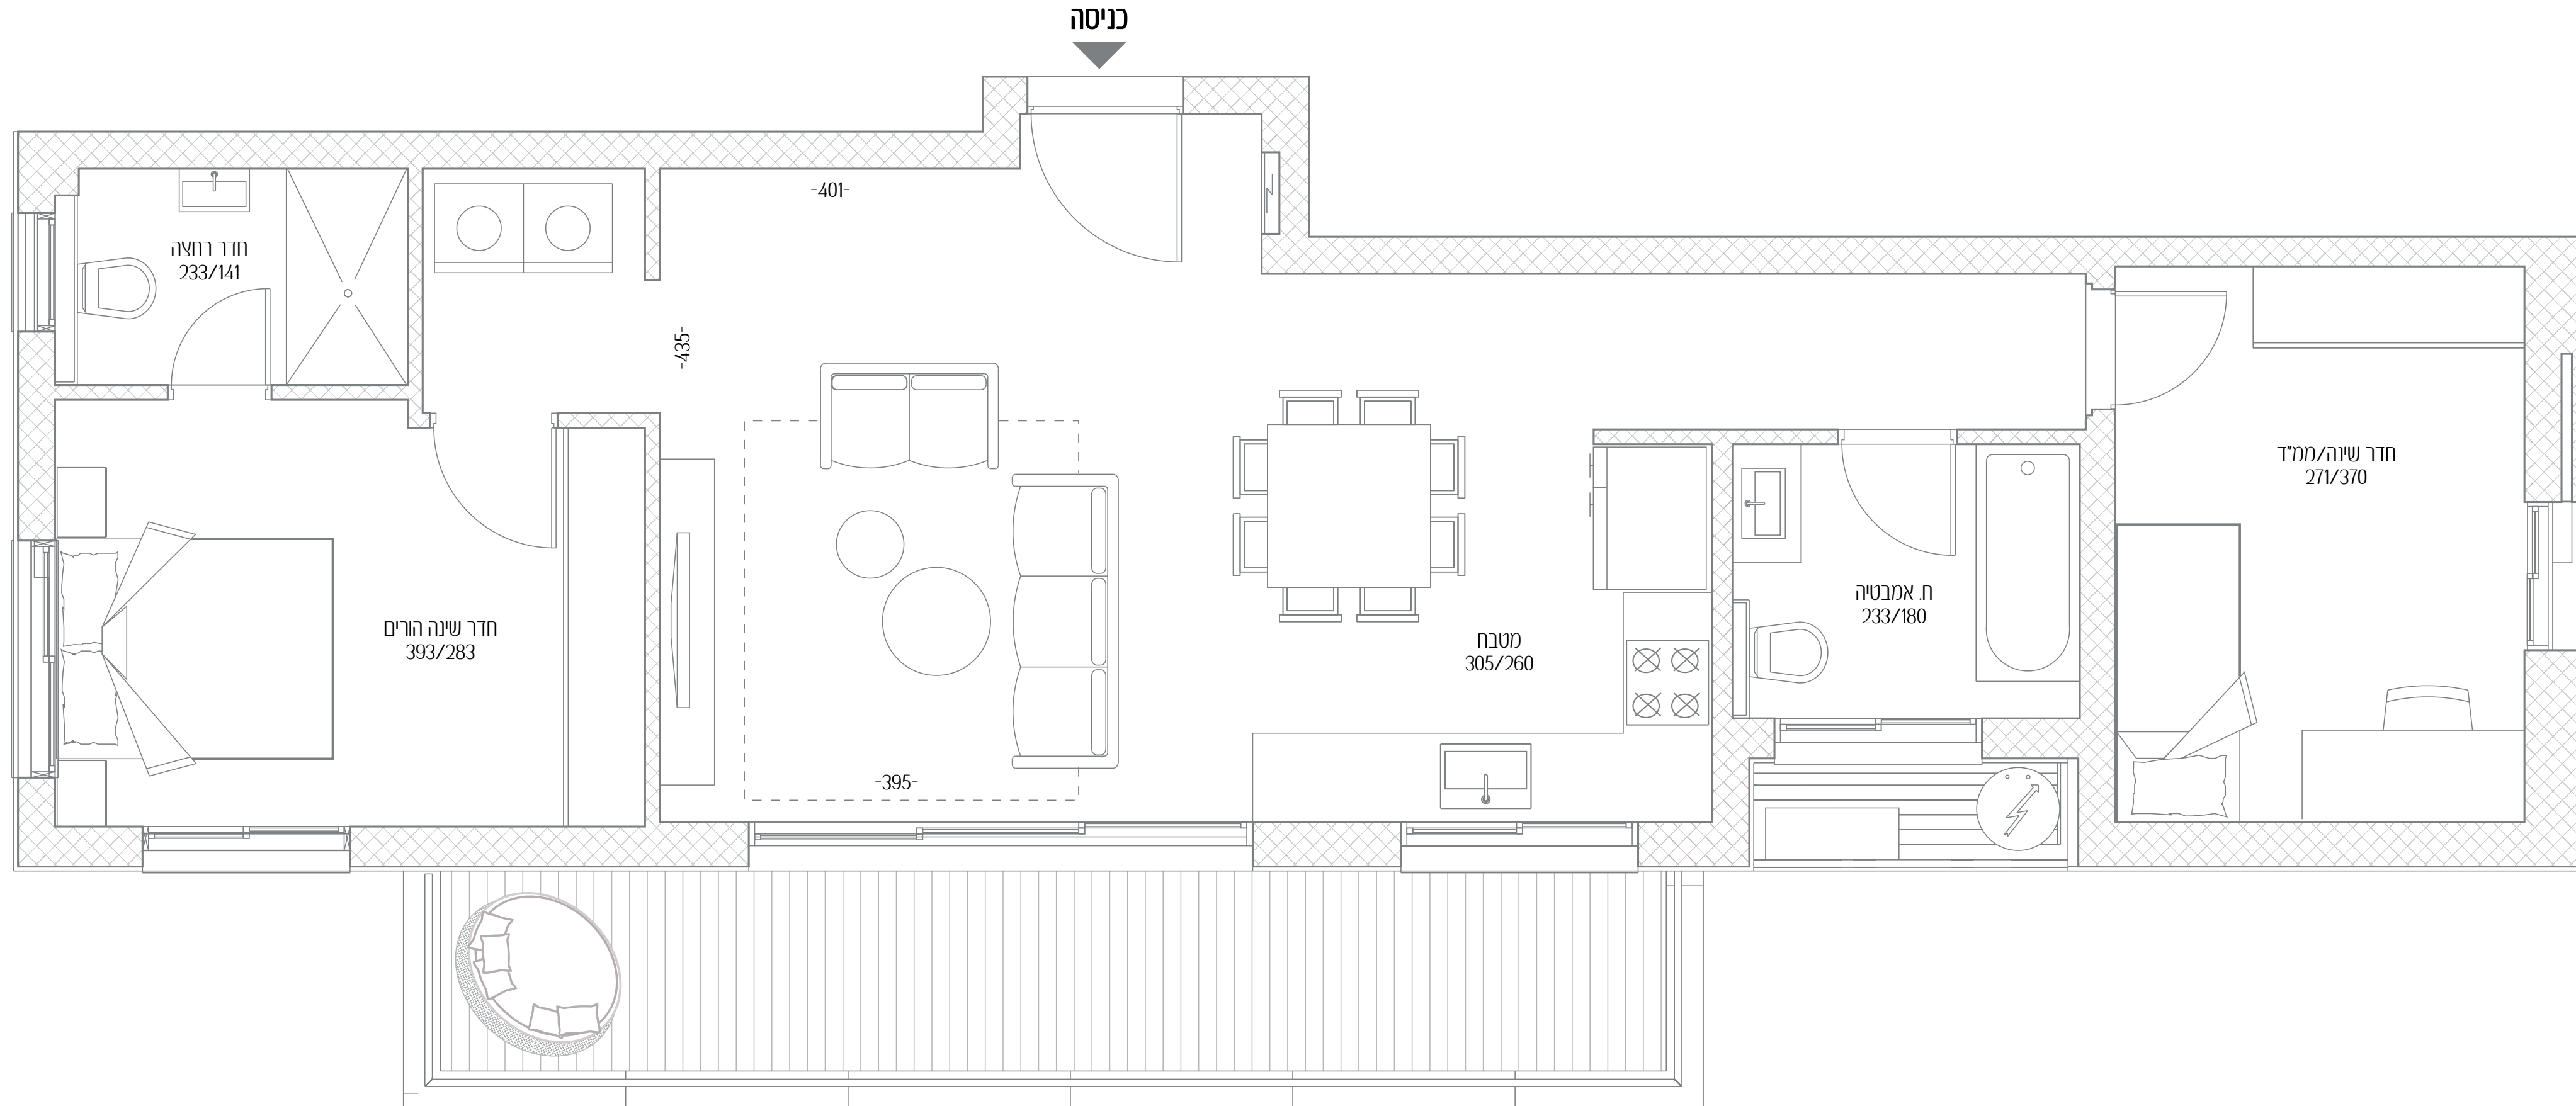 כניסה
-401-
חדר רחצה
233/141
-435-
חדר שינה/ממ"ד
271/370
ח. אמבטיה
233/180
חדר שינה הורים
393/283
מטבח
305/260
-395-